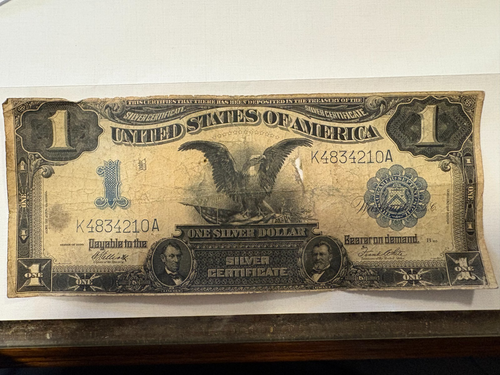 1 THIS CERTIFIES THAT THERE HAS BEEN DEPOSITED IN THE TREASURY OF THE 1
SILVER CERTIFICATE SILVER CERTIFICATE
UNITED STATES OF AMERICA
K4834210A
1
K4834210A
ONE SILVER DOLLAR
Payable to the Bearer on demand.
SILVER
CERTIFICATE
1 ONE ONE 1
ONE ONE